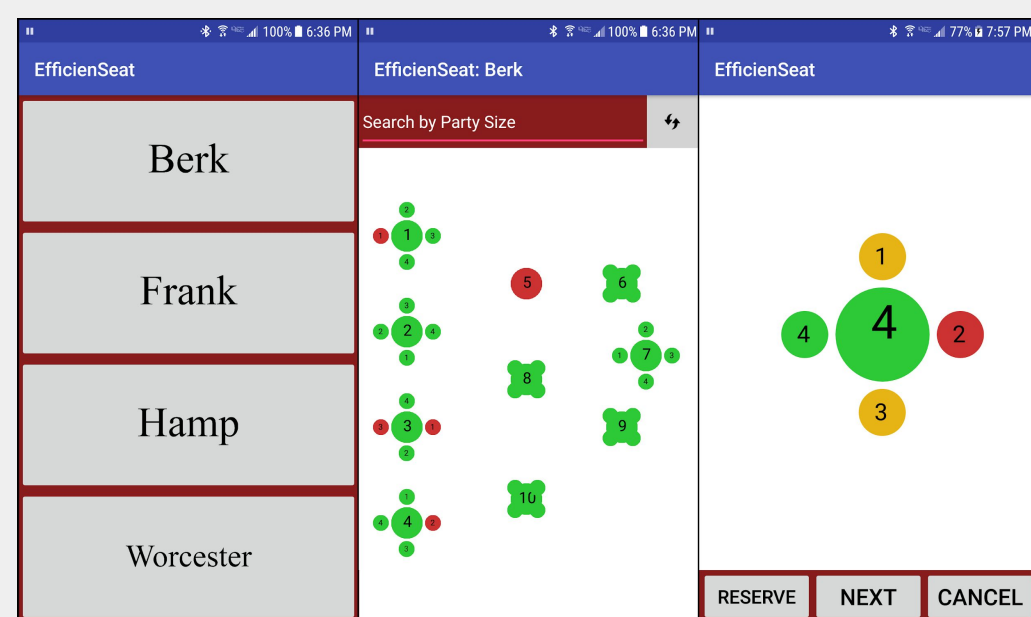 100% 6:36 PM
EfficienSeat
Berk
Frank
Hamp
Worcester
100% 6:36 PM
EfficienSeat: Berk
Search by Party Size
2
1 1 3
4
3
2 2 4
1
4
3 3 1
2
1
4 4 2
3
5
6
2
1 7 3
4
8
9
10
77% 7:57 PM
EfficienSeat
1
4 4 2
3
RESERVE NEXT CANCEL